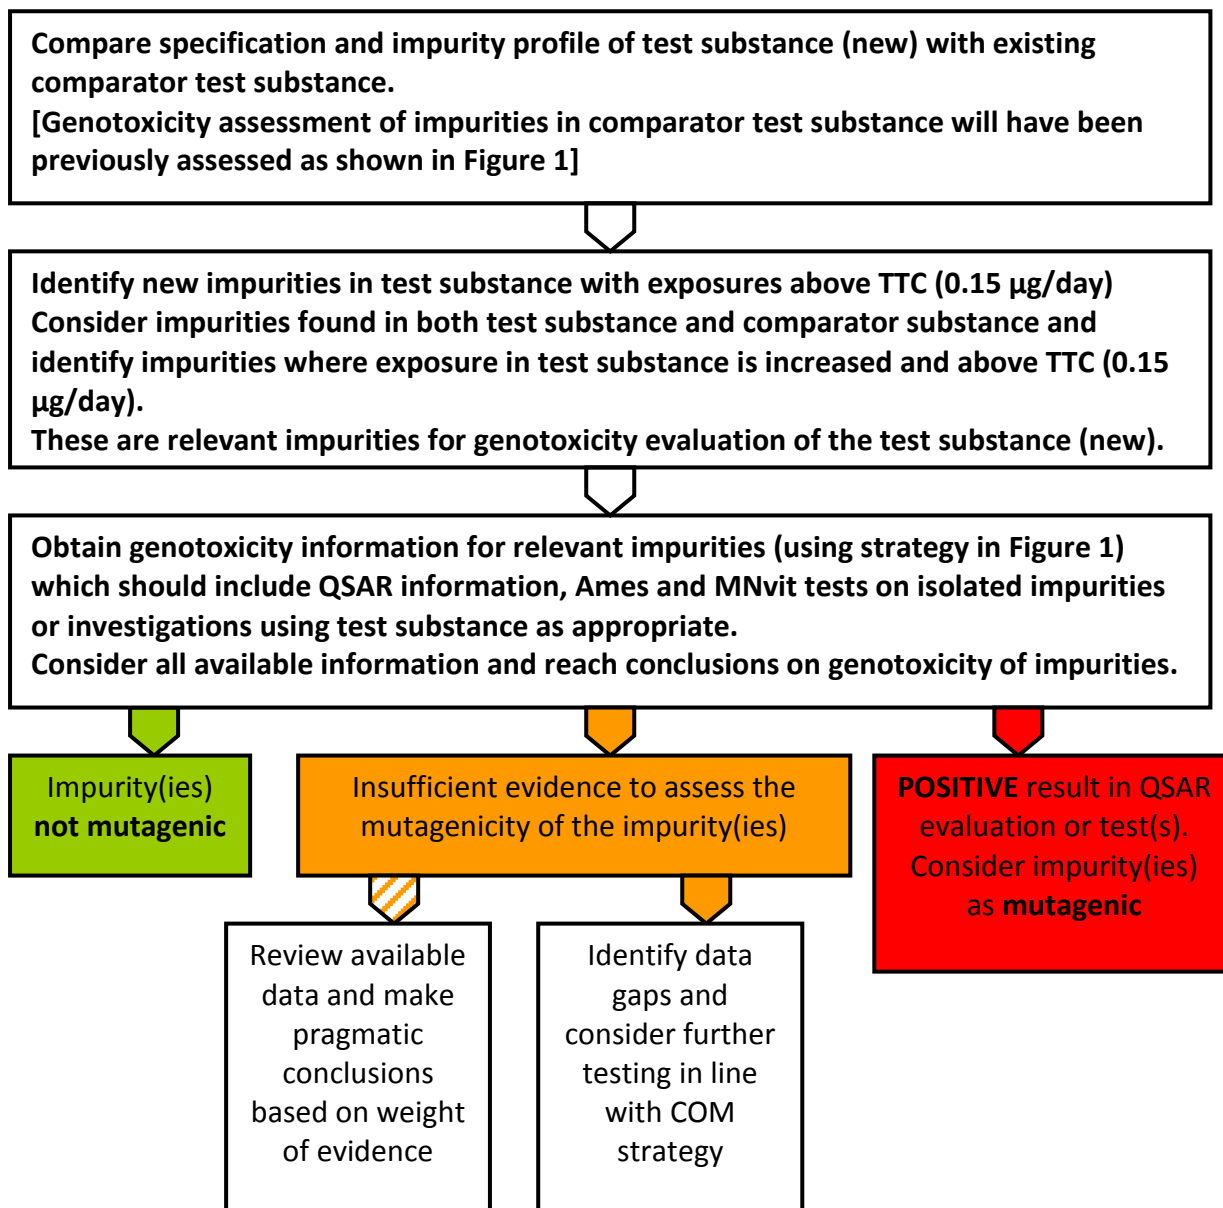 Compare specification and impurity profile of test substance (new) with existing
comparator test substance.
[Genotoxicity assessment of impurities in comparator test substance will have been
previously assessed as shown in Figure 1]
Identify new impurities in test substance with exposures above TTC (0.15 µg/day)
Consider impurities found in both test substance and comparator substance and
identify impurities where exposure in test substance is increased and above TTC (0.15
µg/day).
These are relevant impurities for genotoxicity evaluation of the test substance (new).
Obtain genotoxicity information for relevant impurities (using strategy in Figure 1)
which should include QSAR information, Ames and MNvit tests on isolated impurities
or investigations using test substance as appropriate.
Consider all available information and reach conclusions on genotoxicity of impurities.
Impurity(ies)
not mutagenic
Insufficient evidence to assess the
mutagenicity of the impurity(ies)
POSITIVE result in QSAR
evaluation or test(s).
Consider impurity(ies)
as mutagenic
Review available
data and make
pragmatic
conclusions
based on weight
of evidence
Identify data
gaps and
consider further
testing in line
with COM
strategy